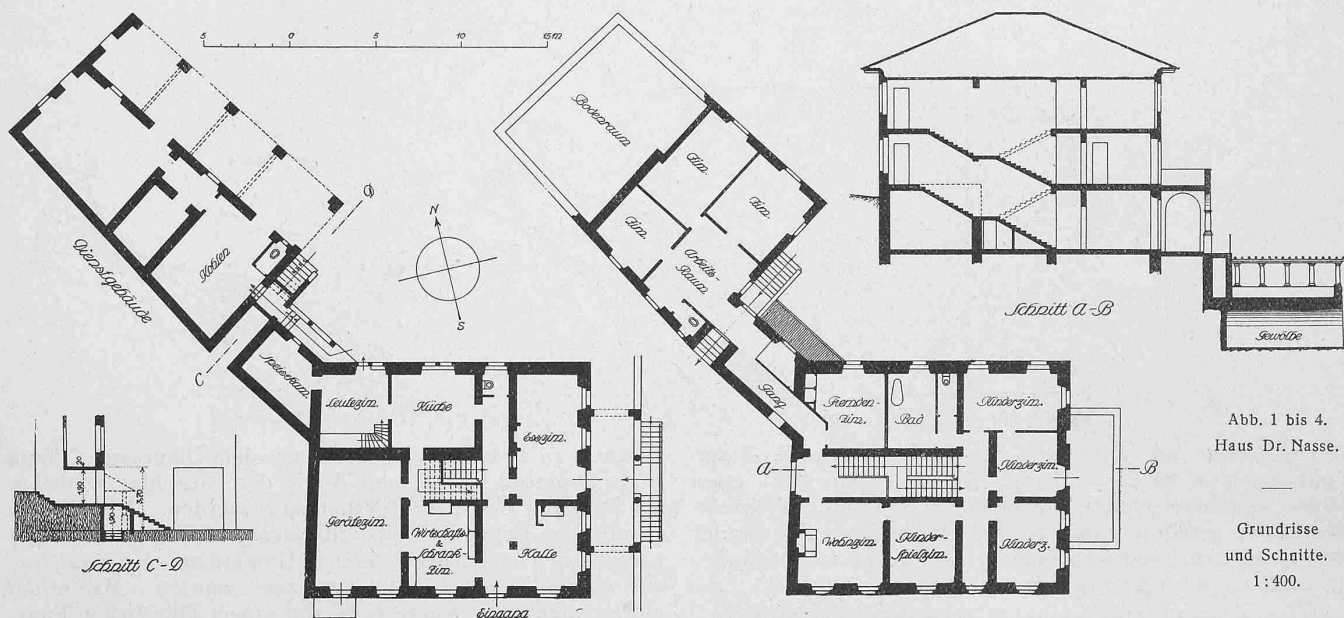 5 0 5 10 15m
Bodenraum
Zim.
Zim.
Zim.
Arbeits-
Raum
Gang
Dienstgebäude
Kohlen
D
C
N
S
Speisekam.
Leutezim.
Küche
Esszim.
Gerätezim.
Wirtschafts-
&
Schrank-
Zim.
Halle
Eingang
Fremden-
Zim.
Bad
Kinderzim.
Kinderzim.
Kinderz.
A
B
Wohnzim.
Kinder-
Spielzim.
Schnitt A-B
Gewölbe
Schnitt C-D
Abb. 1 bis 4.
Haus Dr. Nasse.
Grundrisse
und Schnitte.
1:400.